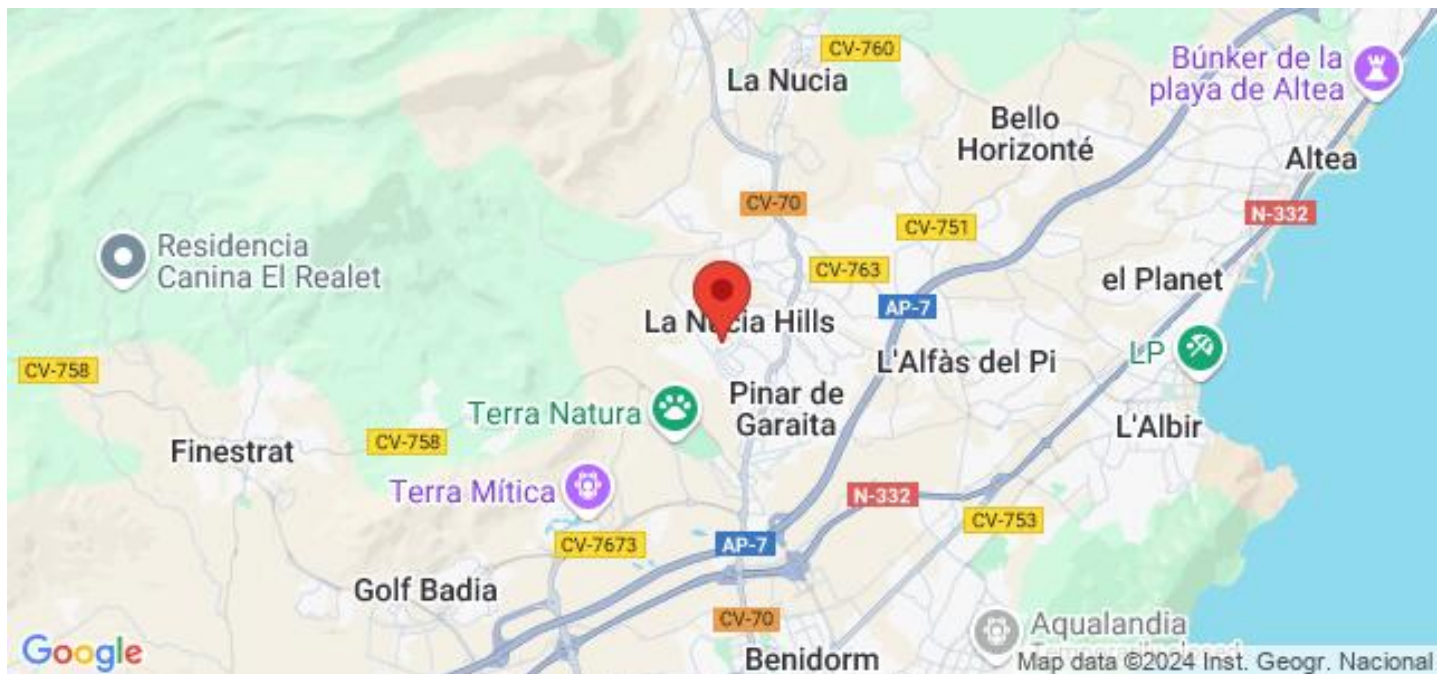 CV-760
La Nucia
Búnker de la
playa de Altea
Bello
Horizonté
Altea
CV-70
N-332
CV-751
Residencia
Canina El Realet
CV-763
el Planet
AP-7
La Nucia Hills
LP
L'Alfàs del Pi
CV-758
Terra Natura
Pinar de
Garaita
L'Albir
Finestrat
CV-758
Terra Mítica
N-332
CV-753
CV-7673
AP-7
Golf Badia
CV-70
Aqualandia
Google
Benidorm
Map data ©2024 Inst. Geogr. Nacional